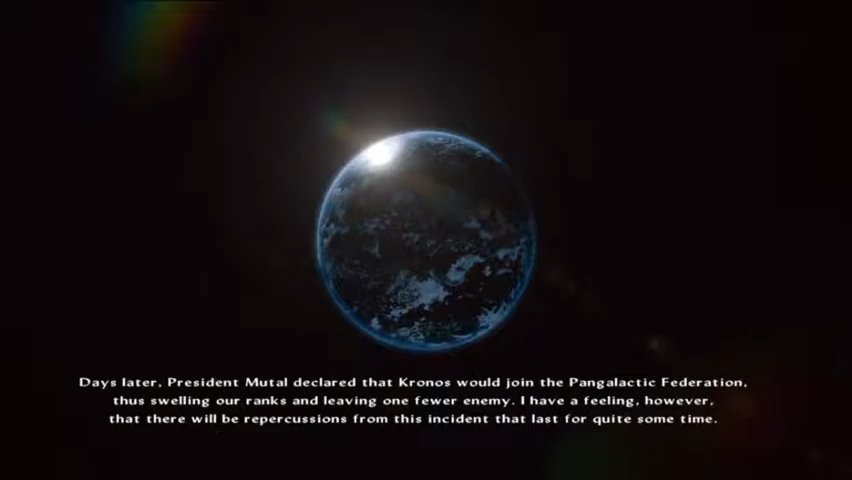 Days later, President Mutal declared that Kronos would join the Pangalactic Federation,
thus swelling our ranks and leaving one fewer enemy. I have a feeling, however,
that there will be repercussions from this incident that last for quite some time.